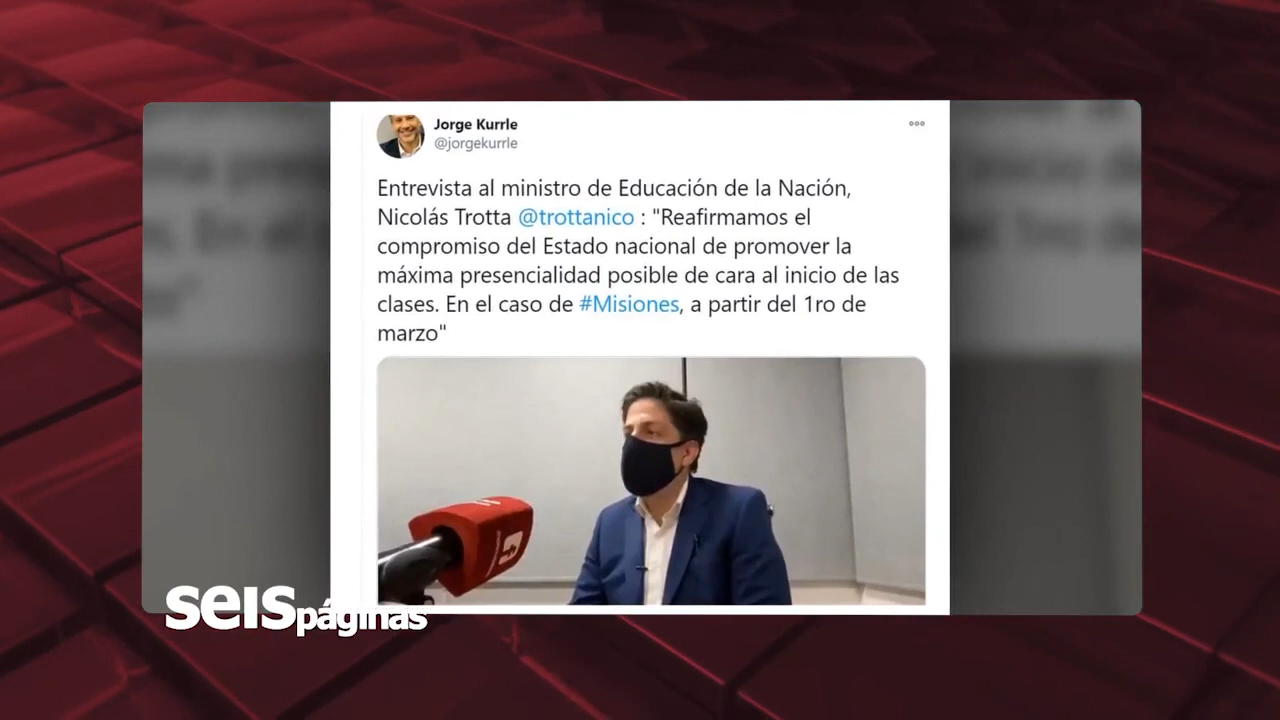 Jorge Kurrle
@jorgekurrle
Entrevista al ministro de Educación de la Nación,
Nicolás Trotta @trottanico : "Reafirmamos el
compromiso del Estado nacional de promover la
máxima presencialidad posible de cara al inicio de las
clases. En el caso de #Misiones, a partir del 1ro de
marzo"
seis
páginas